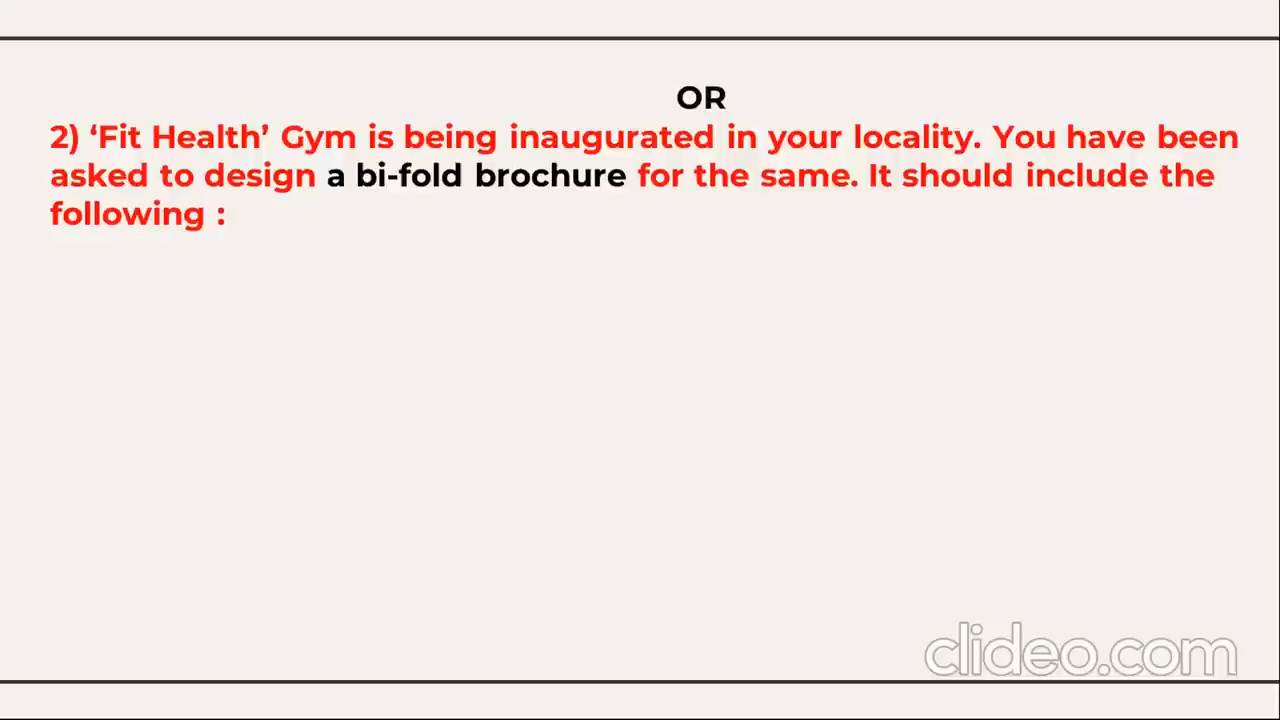 OR
2) ‘Fit Health’ Gym is being inaugurated in your locality. You have been
asked to design a bi-fold brochure for the same. It should include the
following :
clideo.com